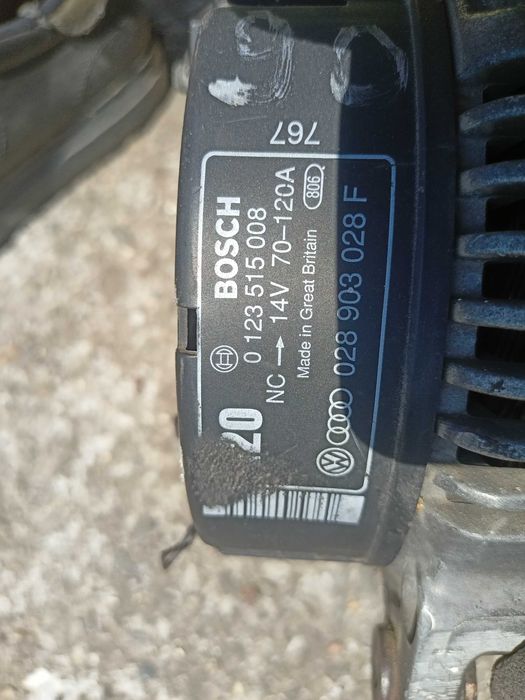 767
BOSCH
0 123 515 008
NC → 14V 70–120A
Made in Great Britain 806
028 903 028 F
20